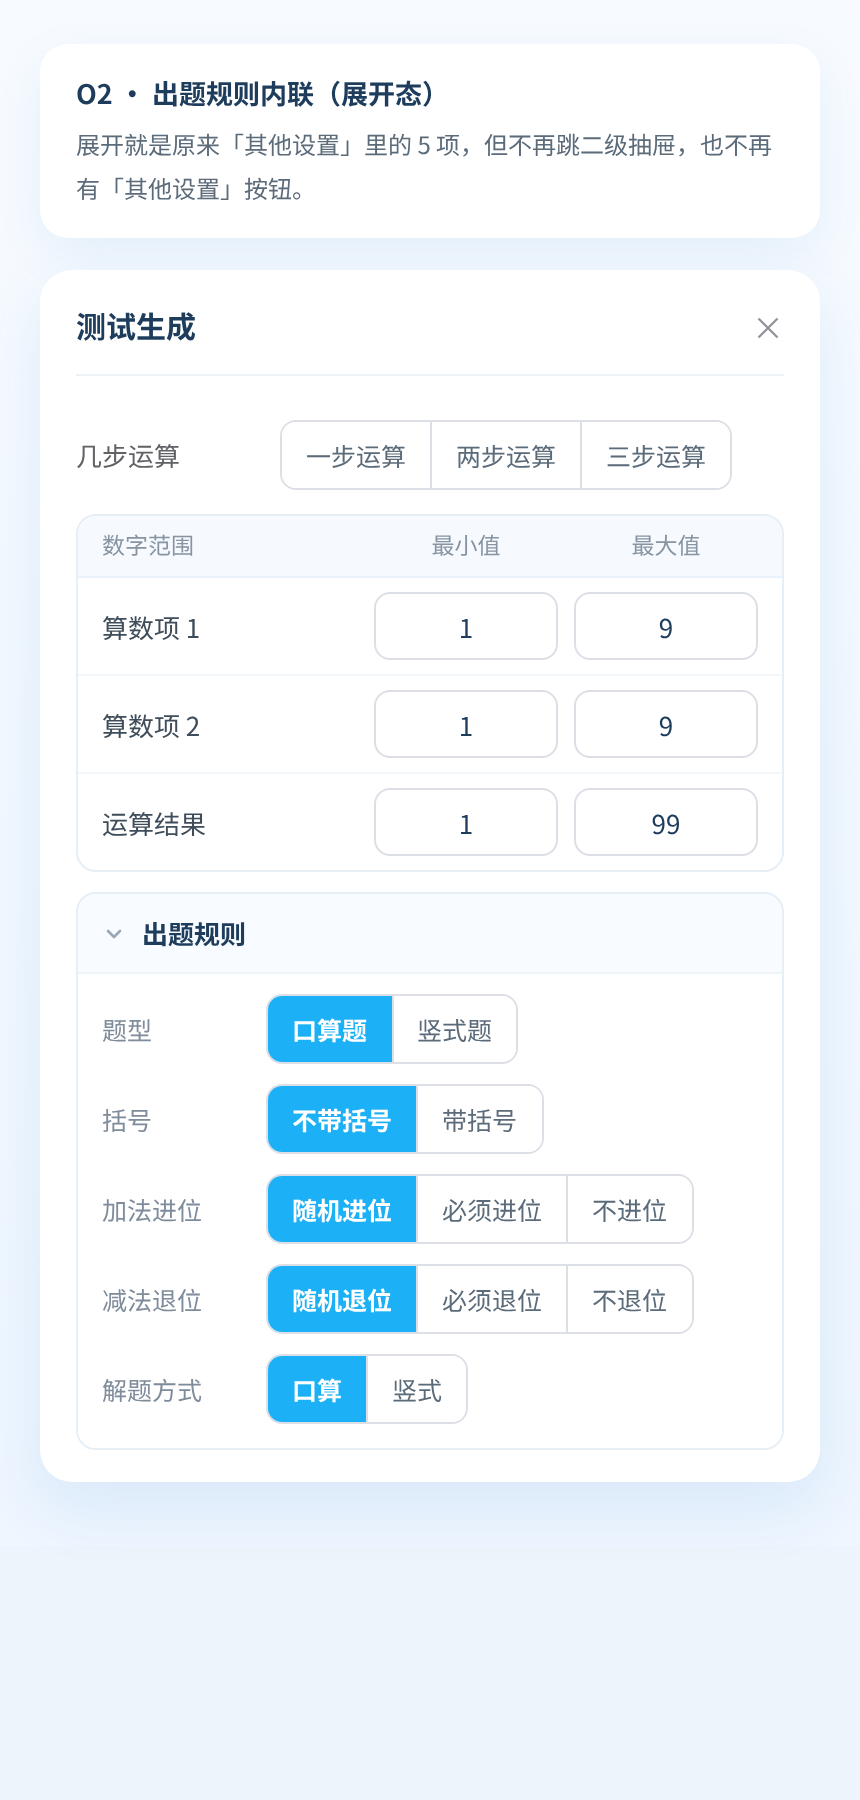 O2 · 出题规则内联（展开态）
展开就是原来「其他设置」里的 5 项，但不再跳二级抽屉，也不再
有「其他设置」按钮。
测试生成
几步运算 一步运算 两步运算 三步运算
数字范围 最小值 最大值
算数项 1 1 9
算数项 2 1 9
运算结果 1 99
出题规则
题型 口算题 竖式题
括号 不带括号 带括号
加法进位 随机进位 必须进位 不进位
减法退位 随机退位 必须退位 不退位
解题方式 口算 竖式